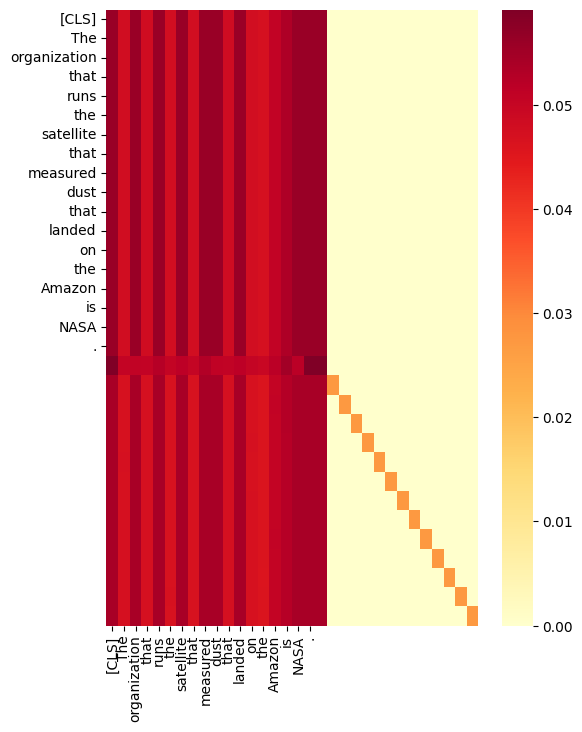 [CLS]
The
organization
that
runs
the
satellite
that
measured
dust
that
landed
on
the
Amazon
is
NASA
.
[CLS]
The
organization
that
runs
the
satellite
that
measured
dust
that
landed
on
the
Amazon
is
NASA
.
0.05
0.04
0.03
0.02
0.01
0.00